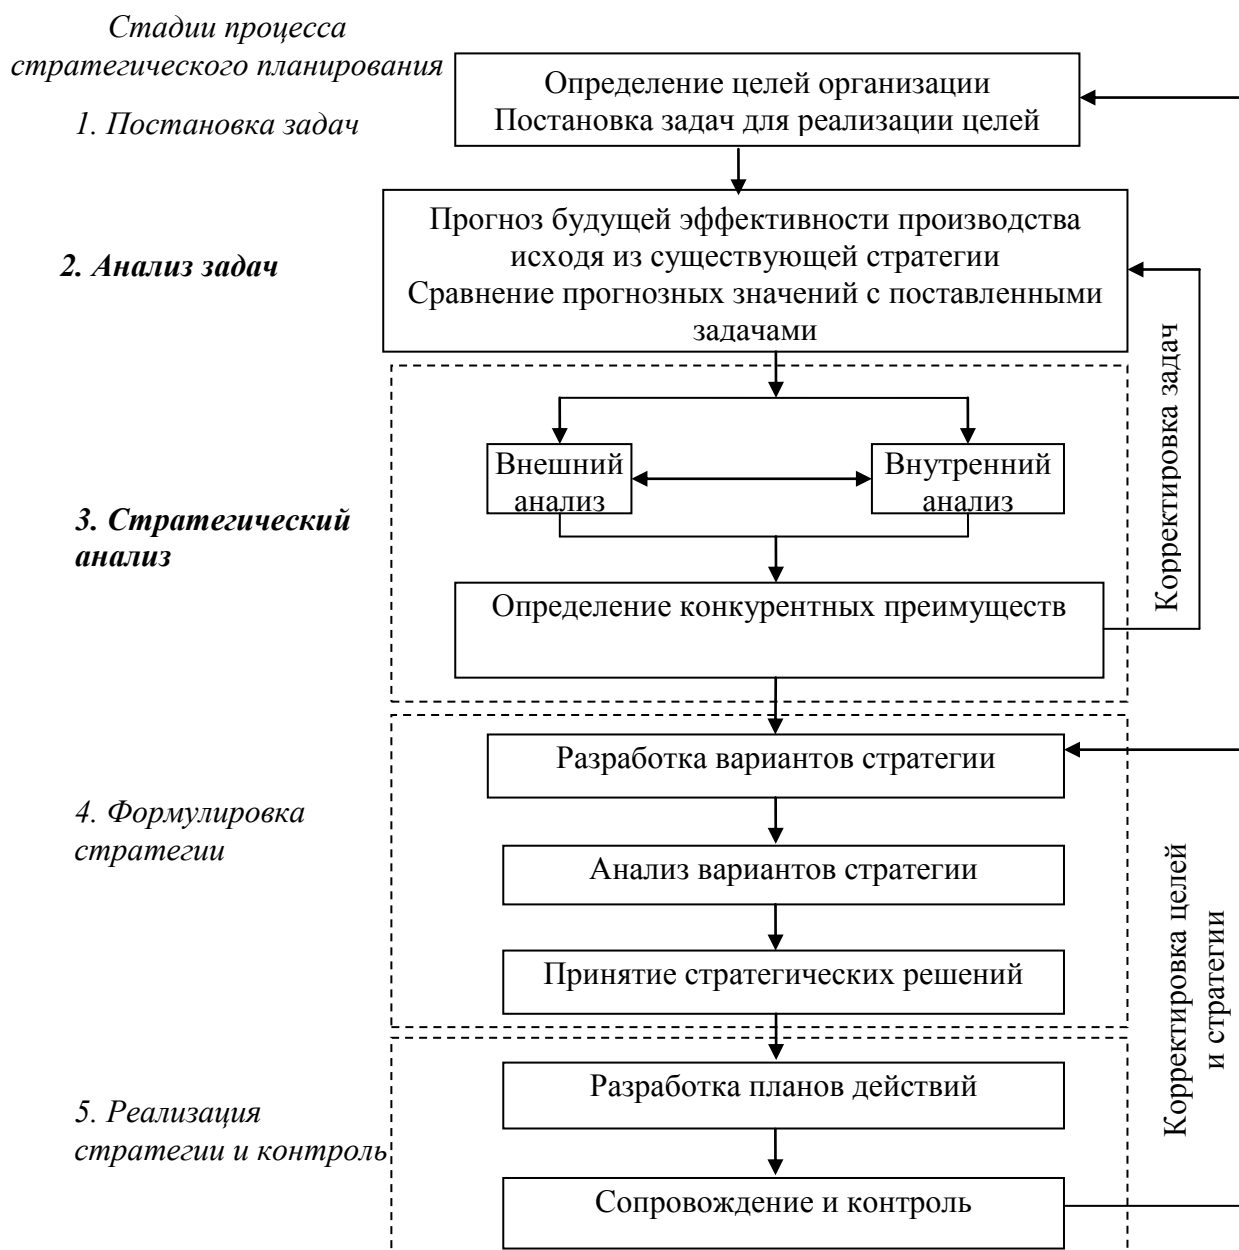 Стадии процесса
стратегического планирования
Определение целей организации
Постановка задач для реализации целей
1. Постановка задач
Прогноз будущей эффективности производства
исходя из существующей стратегии
Сравнение прогнозных значений с поставленными
задачами
2. Анализ задач
Корректировка задач
Внешний
анализ
Внутренний
анализ
3. Стратегический
анализ
Определение конкурентных преимуществ
Разработка вариантов стратегии
4. Формулировка
стратегии
Анализ вариантов стратегии
Принятие стратегических решений
Корректировка целей
и стратегии
Разработка планов действий
5. Реализация
стратегии и контроль
Сопровождение и контроль